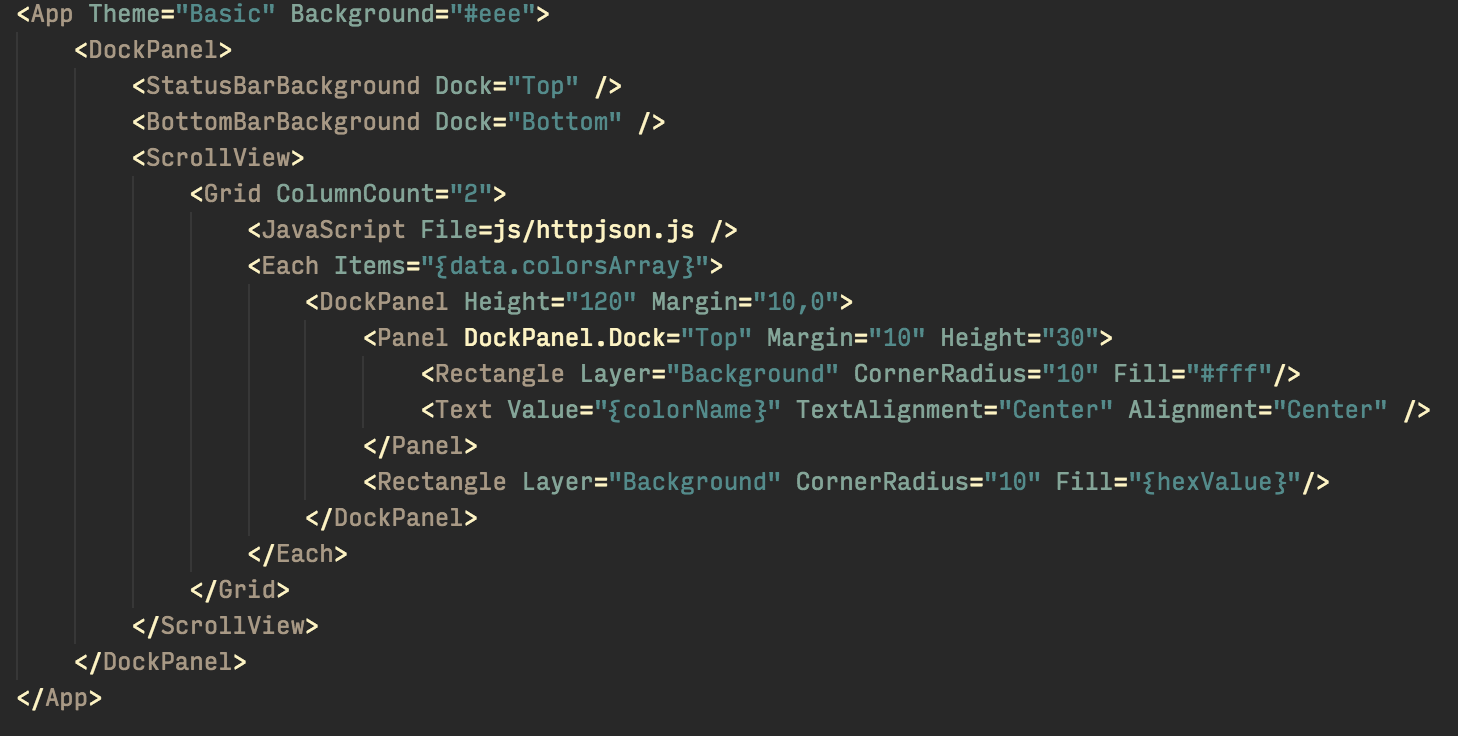 <App Theme="Basic" Background="#eee">
    <DockPanel>
        <StatusBarBackground Dock="Top" />
        <BottomBarBackground Dock="Bottom" />
        <ScrollView>
            <Grid ColumnCount="2">
                <JavaScript File=js/httpjson.js />
                <Each Items="{data.colorsArray}">
                    <DockPanel Height="120" Margin="10,0">
                        <Panel DockPanel.Dock="Top" Margin="10" Height="30">
                            <Rectangle Layer="Background" CornerRadius="10" Fill="#fff"/>
                            <Text Value="{colorName}" TextAlignment="Center" Alignment="Center" />
                        </Panel>
                        <Rectangle Layer="Background" CornerRadius="10" Fill="{hexValue}"/>
                    </DockPanel>
                </Each>
            </Grid>
        </ScrollView>
    </DockPanel>
</App>